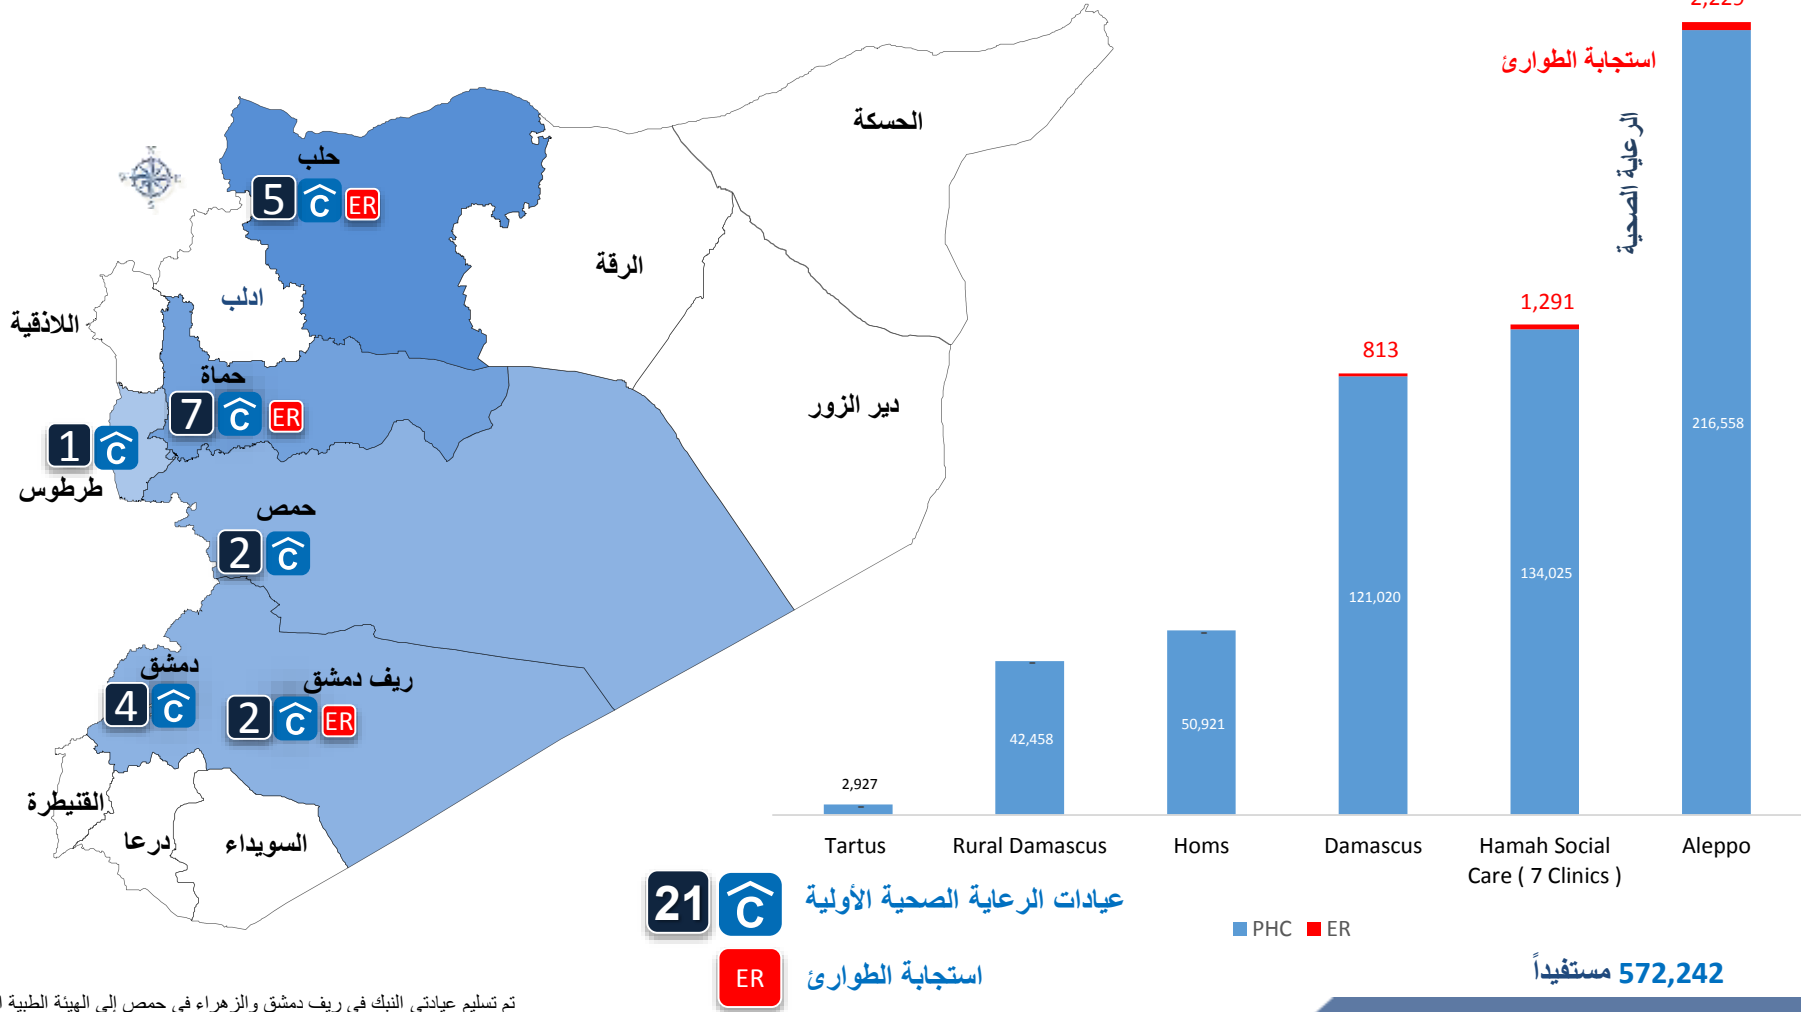 الحسكة
حلب
5 C ER
الرقة
ادلب
اللاذقية
حماة
7 C ER
دير الزور
1 C
طرطوس
حمص
2 C
دمشق
4 C
ريف دمشق
2 C ER
القنيطرة
درعا
السويداء
21 C عيادات الرعاية الصحية الأولية
ER استجابة الطوارئ
2,229
استجابة الطوارئ
الرعاية الصحية
1,291
813
216,558
134,025
121,020
50,921
42,458
2,927
Tartus
Rural Damascus
Homs
Damascus
Hamah Social
Care ( 7 Clinics )
Aleppo
PHC ER
572,242 مستفيداً
تم تسليم عيادتي النبك في ريف دمشق والزهراء في حمص إلى الهيئة الطبية